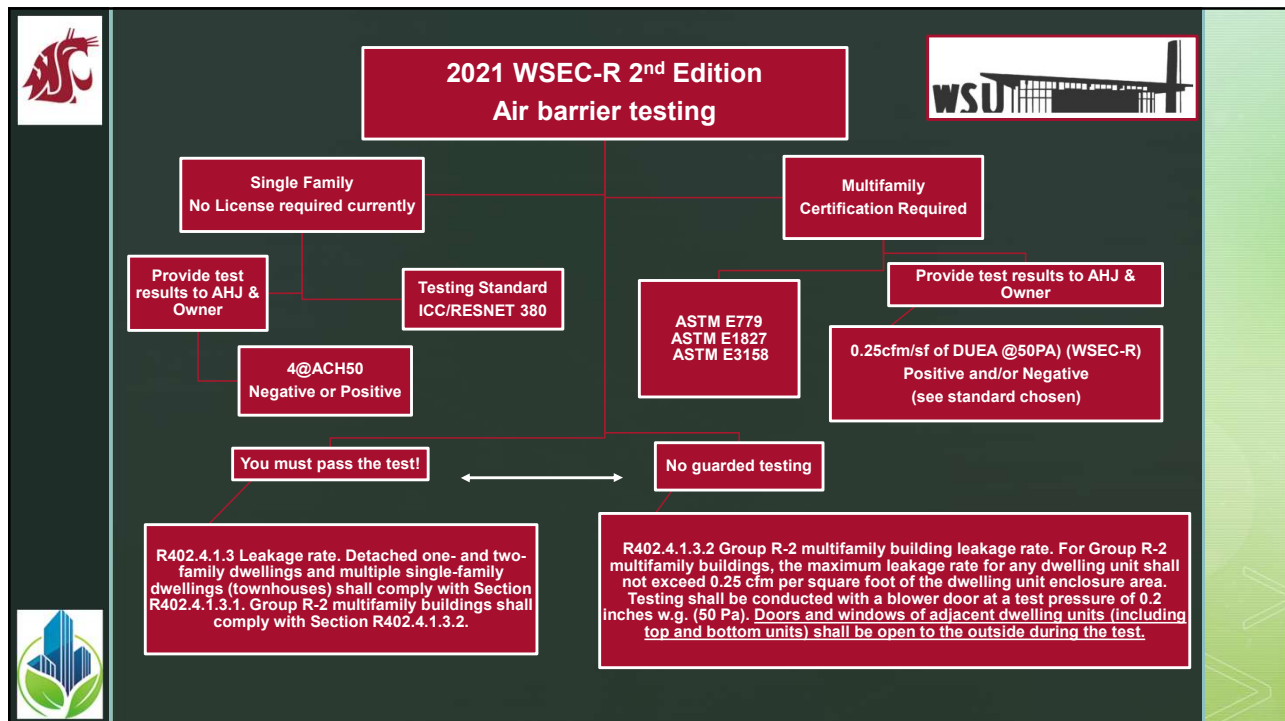 2021 WSEC-R 2nd Edition
Air barrier testing
WSU
Single Family
No License required currently
Multifamily
Certification Required
Provide test
results to AHJ &
Owner
Testing Standard
ICC/RESNET 380
4@ACH50
Negative or Positive
ASTM E779
ASTM E1827
ASTM E3158
Provide test results to AHJ &
Owner
0.25cfm/sf of DUEA @50PA) (WSEC-R)
Positive and/or Negative
(see standard chosen)
You must pass the test!
No guarded testing
R402.4.1.3 Leakage rate. Detached one- and two-
family dwellings and multiple single-family
dwellings (townhouses) shall comply with Section
R402.4.1.3.1. Group R-2 multifamily buildings shall
comply with Section R402.4.1.3.2.
R402.4.1.3.2 Group R-2 multifamily building leakage rate. For Group R-2
multifamily buildings, the maximum leakage rate for any dwelling unit shall
not exceed 0.25 cfm per square foot of the dwelling unit enclosure area.
Testing shall be conducted with a blower door at a test pressure of 0.2
inches w.g. (50 Pa). Doors and windows of adjacent dwelling units (including
top and bottom units) shall be open to the outside during the test.